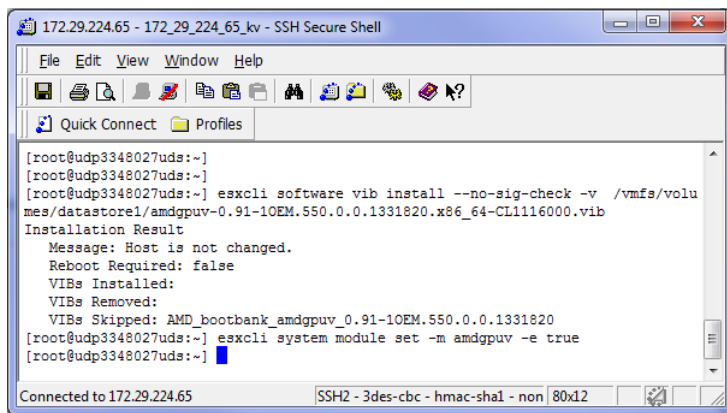 172.29.224.65 - 172_29_224_65_kv - SSH Secure Shell
File Edit View Window Help
Quick Connect Profiles
[root@udp3348027uds:~]
[root@udp3348027uds:~]
[root@udp3348027uds:~] esxcli software vib install --no-sig-check -v /vmfs/volu
mes/datastore1/amdgpuv-0.91-1OEM.550.0.0.1331820.x86_64-CL1116000.vib
Installation Result
Message: Host is not changed.
Reboot Required: false
VIBs Installed:
VIBs Removed:
VIBs Skipped: AMD_bootbank_amdgpuv_0.91-1OEM.550.0.0.1331820
[root@udp3348027uds:~] esxcli system module set -m amdgpuv -e true
[root@udp3348027uds:~]
Connected to 172.29.224.65 SSH2 - 3des-cbc - hmac-sha1 - non 80x12